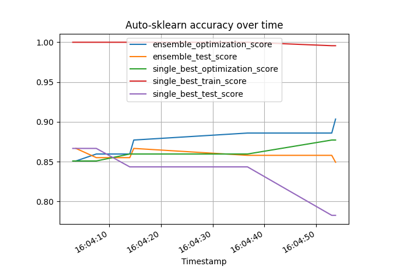 Auto-sklearn accuracy over time
1.00
0.95
0.90
0.85
0.80
ensemble_optimization_score
ensemble_test_score
single_best_optimization_score
single_best_train_score
single_best_test_score
16:04:10
16:04:20
16:04:30
16:04:40
16:04:50
Timestamp